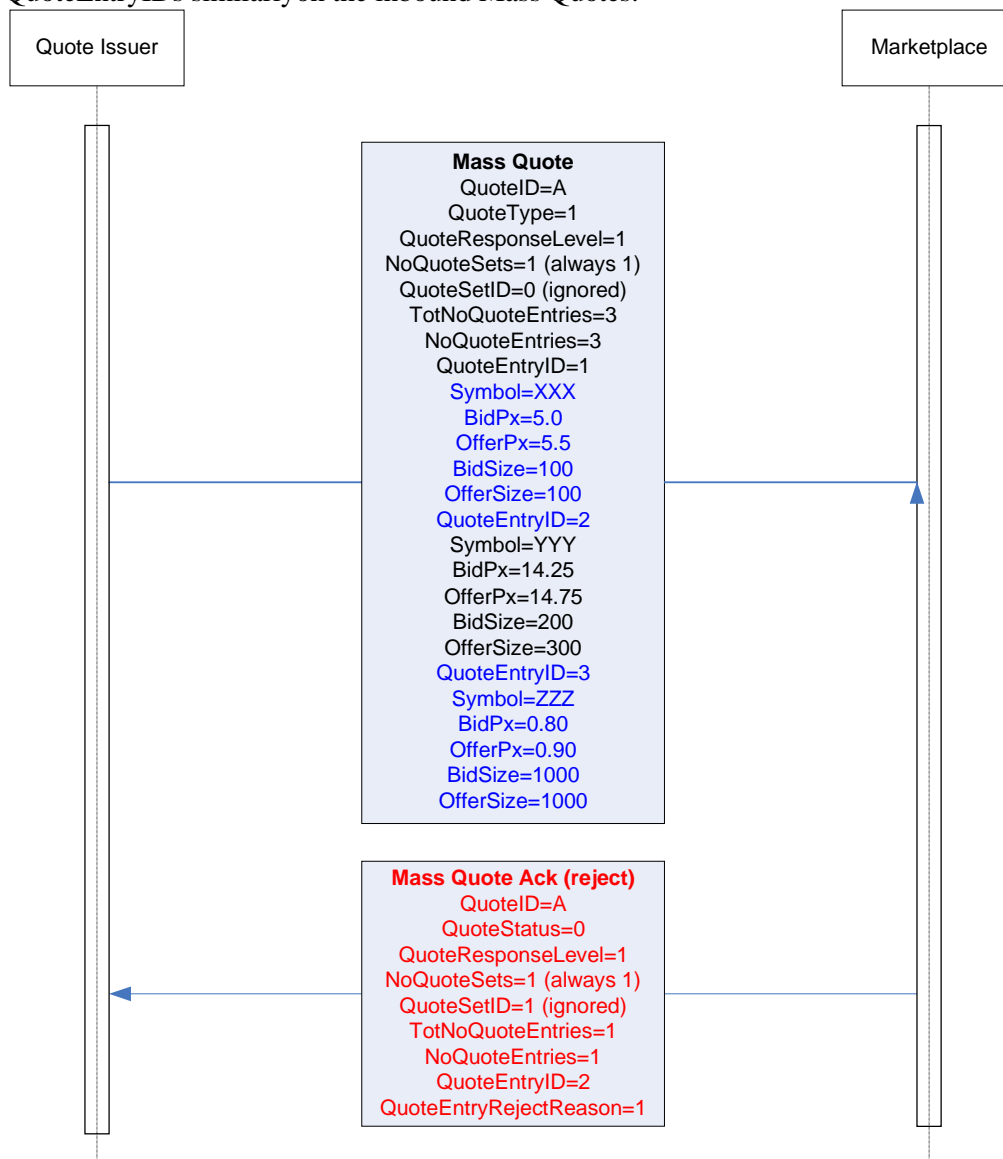 QuoteEntryIDs similarly on the inbound Mass Quotes.
Quote Issuer
Marketplace
Mass Quote
QuoteID=A
QuoteType=1
QuoteResponseLevel=1
NoQuoteSets=1 (always 1)
QuoteSetID=0 (ignored)
TotNoQuoteEntries=3
NoQuoteEntries=3
QuoteEntryID=1
Symbol=XXX
BidPx=5.0
OfferPx=5.5
BidSize=100
OfferSize=100
QuoteEntryID=2
Symbol=YYY
BidPx=14.25
OfferPx=14.75
BidSize=200
OfferSize=300
QuoteEntryID=3
Symbol=ZZZ
BidPx=0.80
OfferPx=0.90
BidSize=1000
OfferSize=1000
Mass Quote Ack (reject)
QuoteID=A
QuoteStatus=0
QuoteResponseLevel=1
NoQuoteSets=1 (always 1)
QuoteSetID=1 (ignored)
TotNoQuoteEntries=1
NoQuoteEntries=1
QuoteEntryID=2
QuoteEntryRejectReason=1